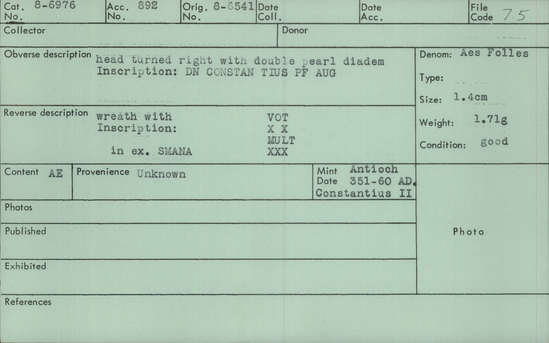 Cat. No. 8-6976 Acc. No. 892 Orig. No. 8-6541 Date Coll. Date Acc. File Code 75
Collector Donor
Obverse description head turned right with double pearl diadem
Inscription: DN CONSTAN TIUS PF AUG
Denom: Aes Folles
Type:
Size: 1.4cm
Weight: 1.71g
Condition: good
Reverse description wreath with VOT
Inscription: X X
MULT
in ex. SMANA XXX
Content AE Provenience Unknown Mint Antioch
Date 351-60 AD.
Constantius II
Photos
Published
Photo
Exhibited
References